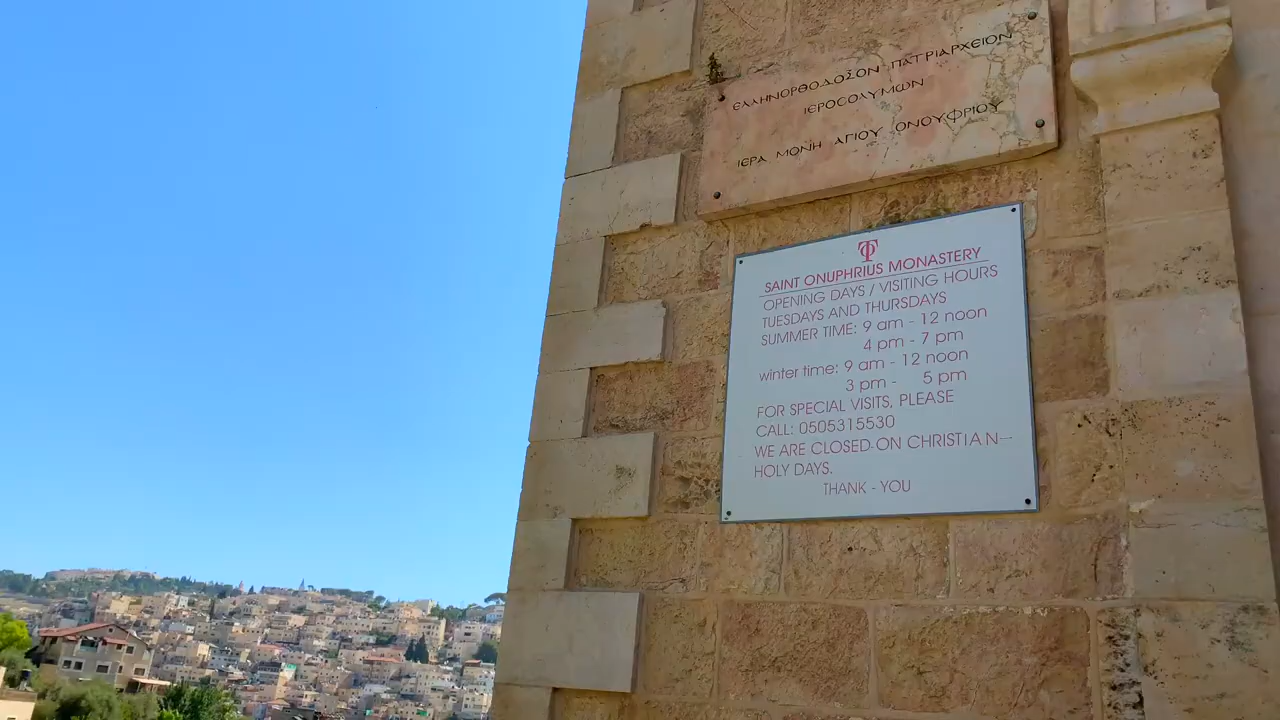 ΕΛΛΗΝΟΡΘΟΔΟΞΟΝ ΠΑΤΡΙΑΡΧΕΙΟΝ
ΙΕΡΟΣΟΛΥΜΩΝ
ΙΕΡΑ ΜΟΝΗ ΑΓΙΟΥ ΟΝΟΥΦΡΙΟΥ
SAINT ONUPHRIUS MONASTERY
OPENING DAYS / VISITING HOURS
TUESDAYS AND THURSDAYS
SUMMER TIME: 9 am - 12 noon
4 pm - 7 pm
winter time: 9 am - 12 noon
3 pm - 5 pm
FOR SPECIAL VISITS, PLEASE
CALL: 0505315530
WE ARE CLOSED ON CHRISTIAN-
HOLY DAYS.
THANK - YOU